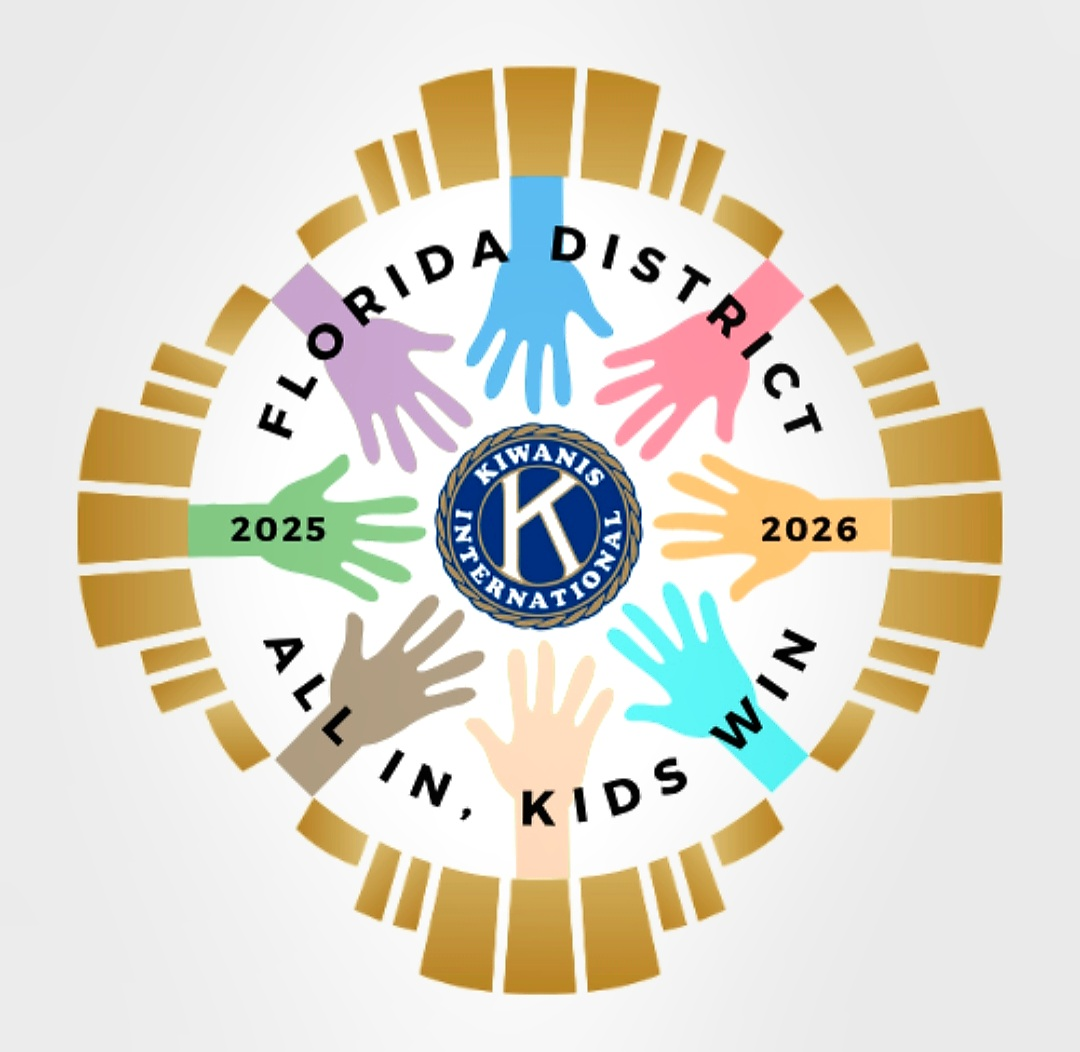 FLORIDA DISTRICT
KIWANIS
K
INTERNATIONAL
2025
2026
ALL IN, KIDS WIN